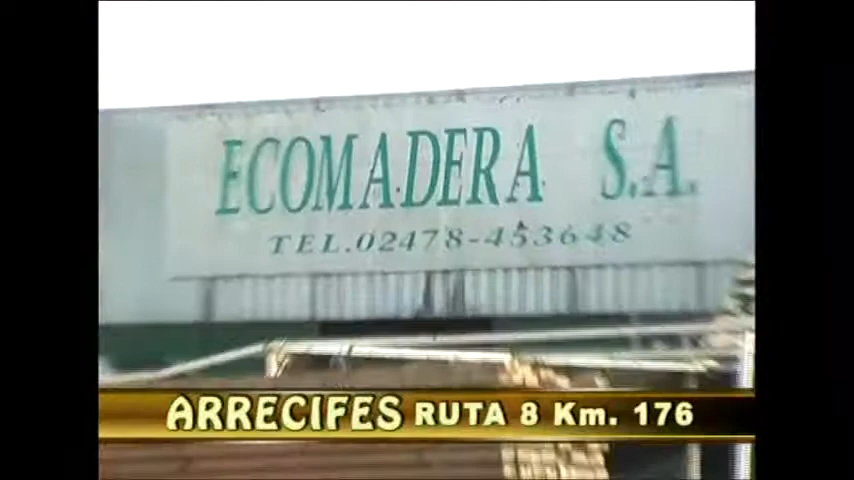 ECOMADERA S.A.
TEL.02478-453648
ARRECIFES RUTA 8 Km. 176